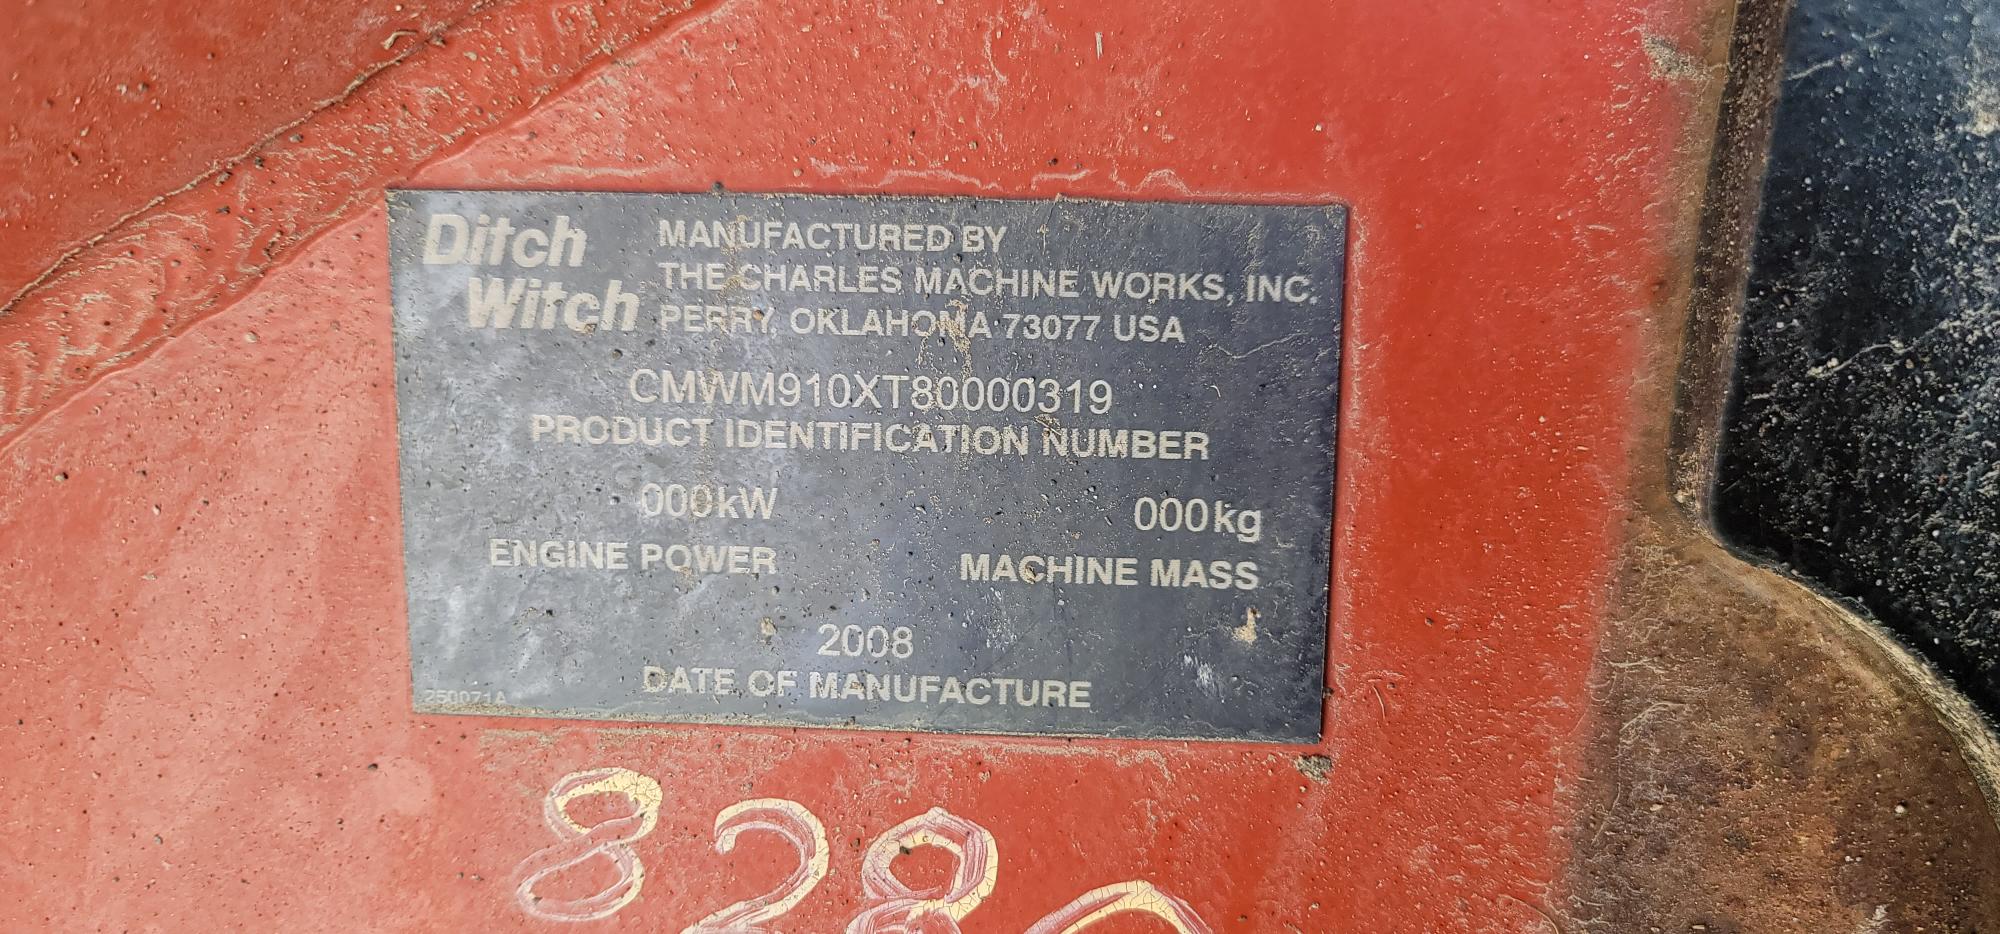 Ditch
Witch
MANUFACTURED BY
THE CHARLES MACHINE WORKS, INC.
PERRY, OKLAHOMA 73077 USA
CMWM910XT80000319
PRODUCT IDENTIFICATION NUMBER
000kW
ENGINE POWER
000kg
MACHINE MASS
2008
DATE OF MANUFACTURE
250071A
828